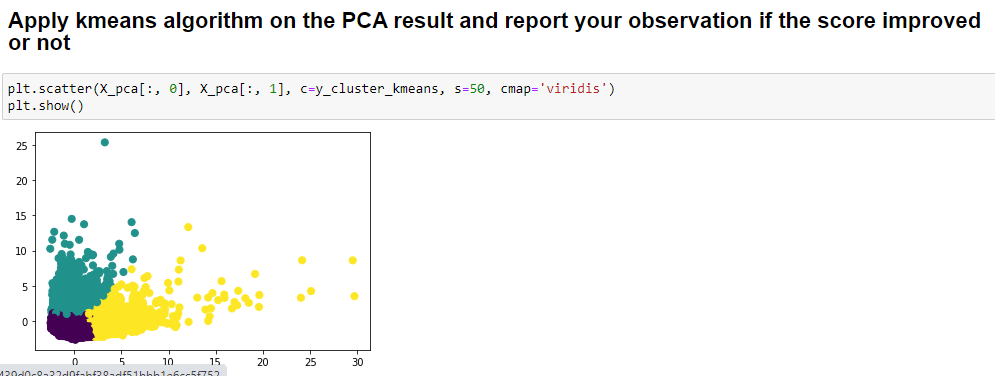 Apply kmeans algorithm on the PCA result and report your observation if the score improved
or not
plt.scatter(X_pca[:, 0], X_pca[:, 1], c=y_cluster_kmeans, s=50, cmap='viridis')
plt.show()
25
20
15
10
5
0
0 5 10 15 20 25 30